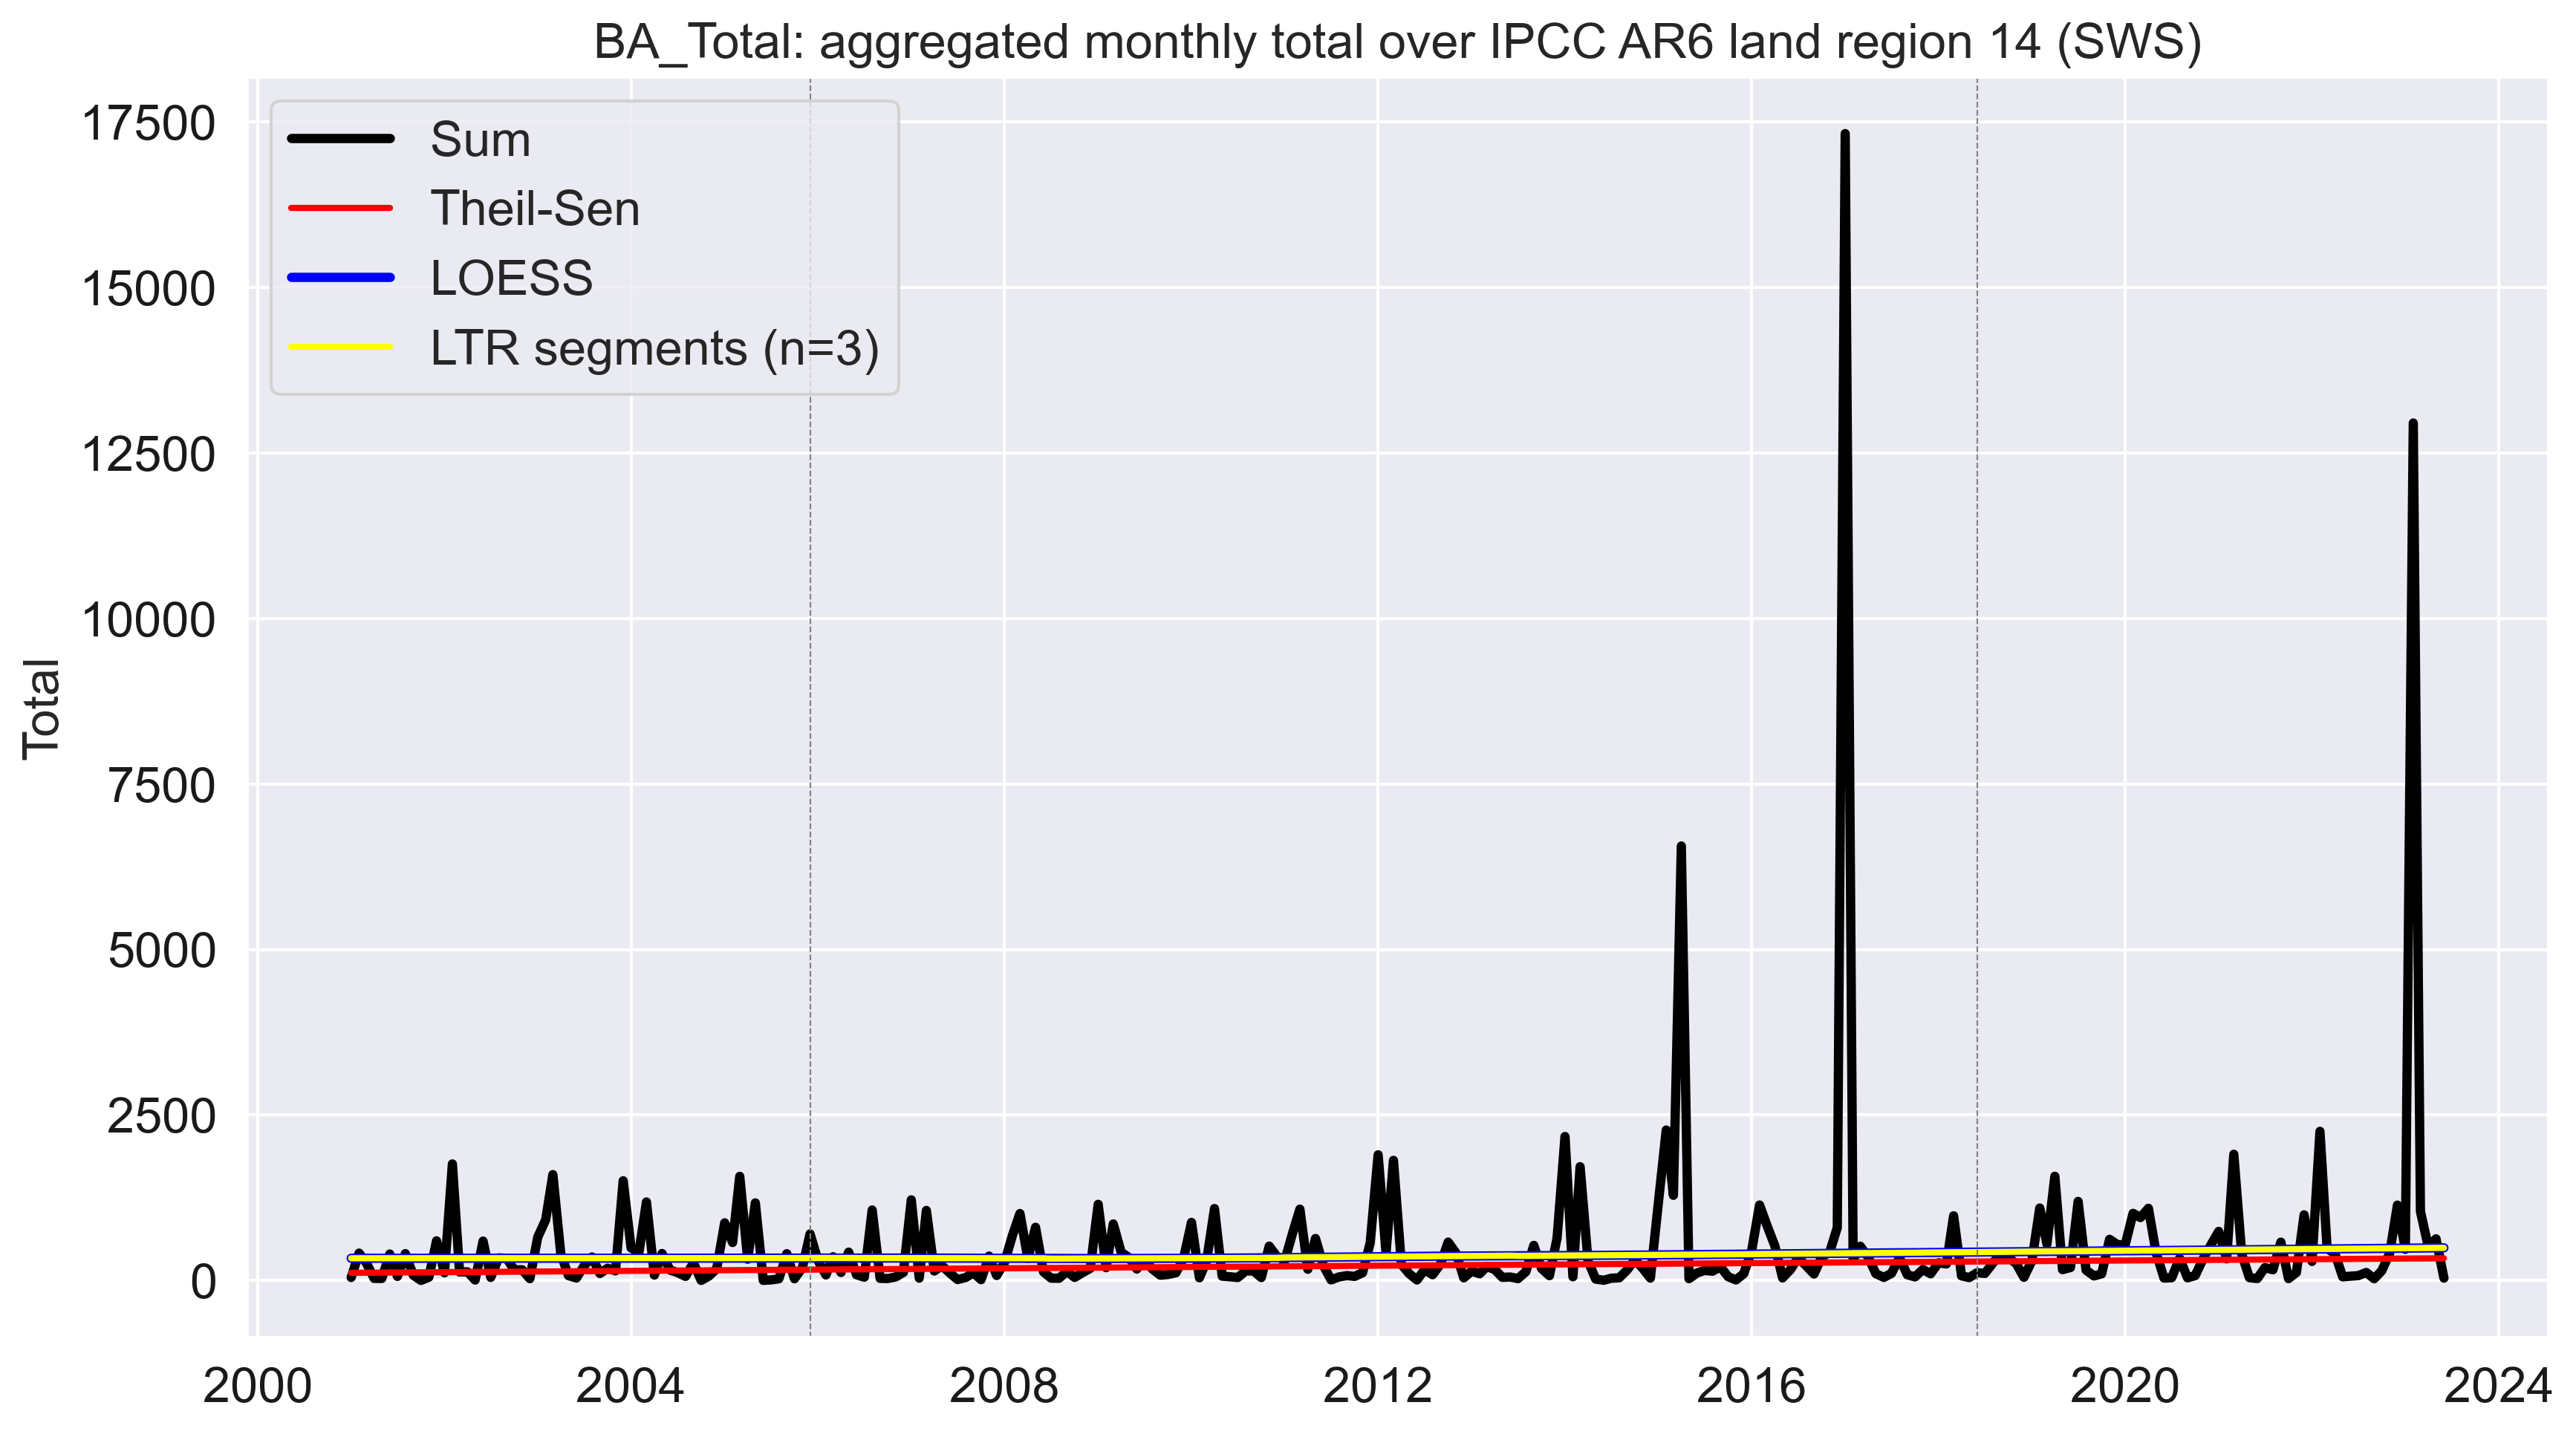 BA_Total: aggregated monthly total over IPCC AR6 land region 14 (SWS)
17500
15000
12500
10000
7500
5000
2500
0
Total
Sum
Theil-Sen
LOESS
LTR segments (n=3)
2000 2004 2008 2012 2016 2020 2024